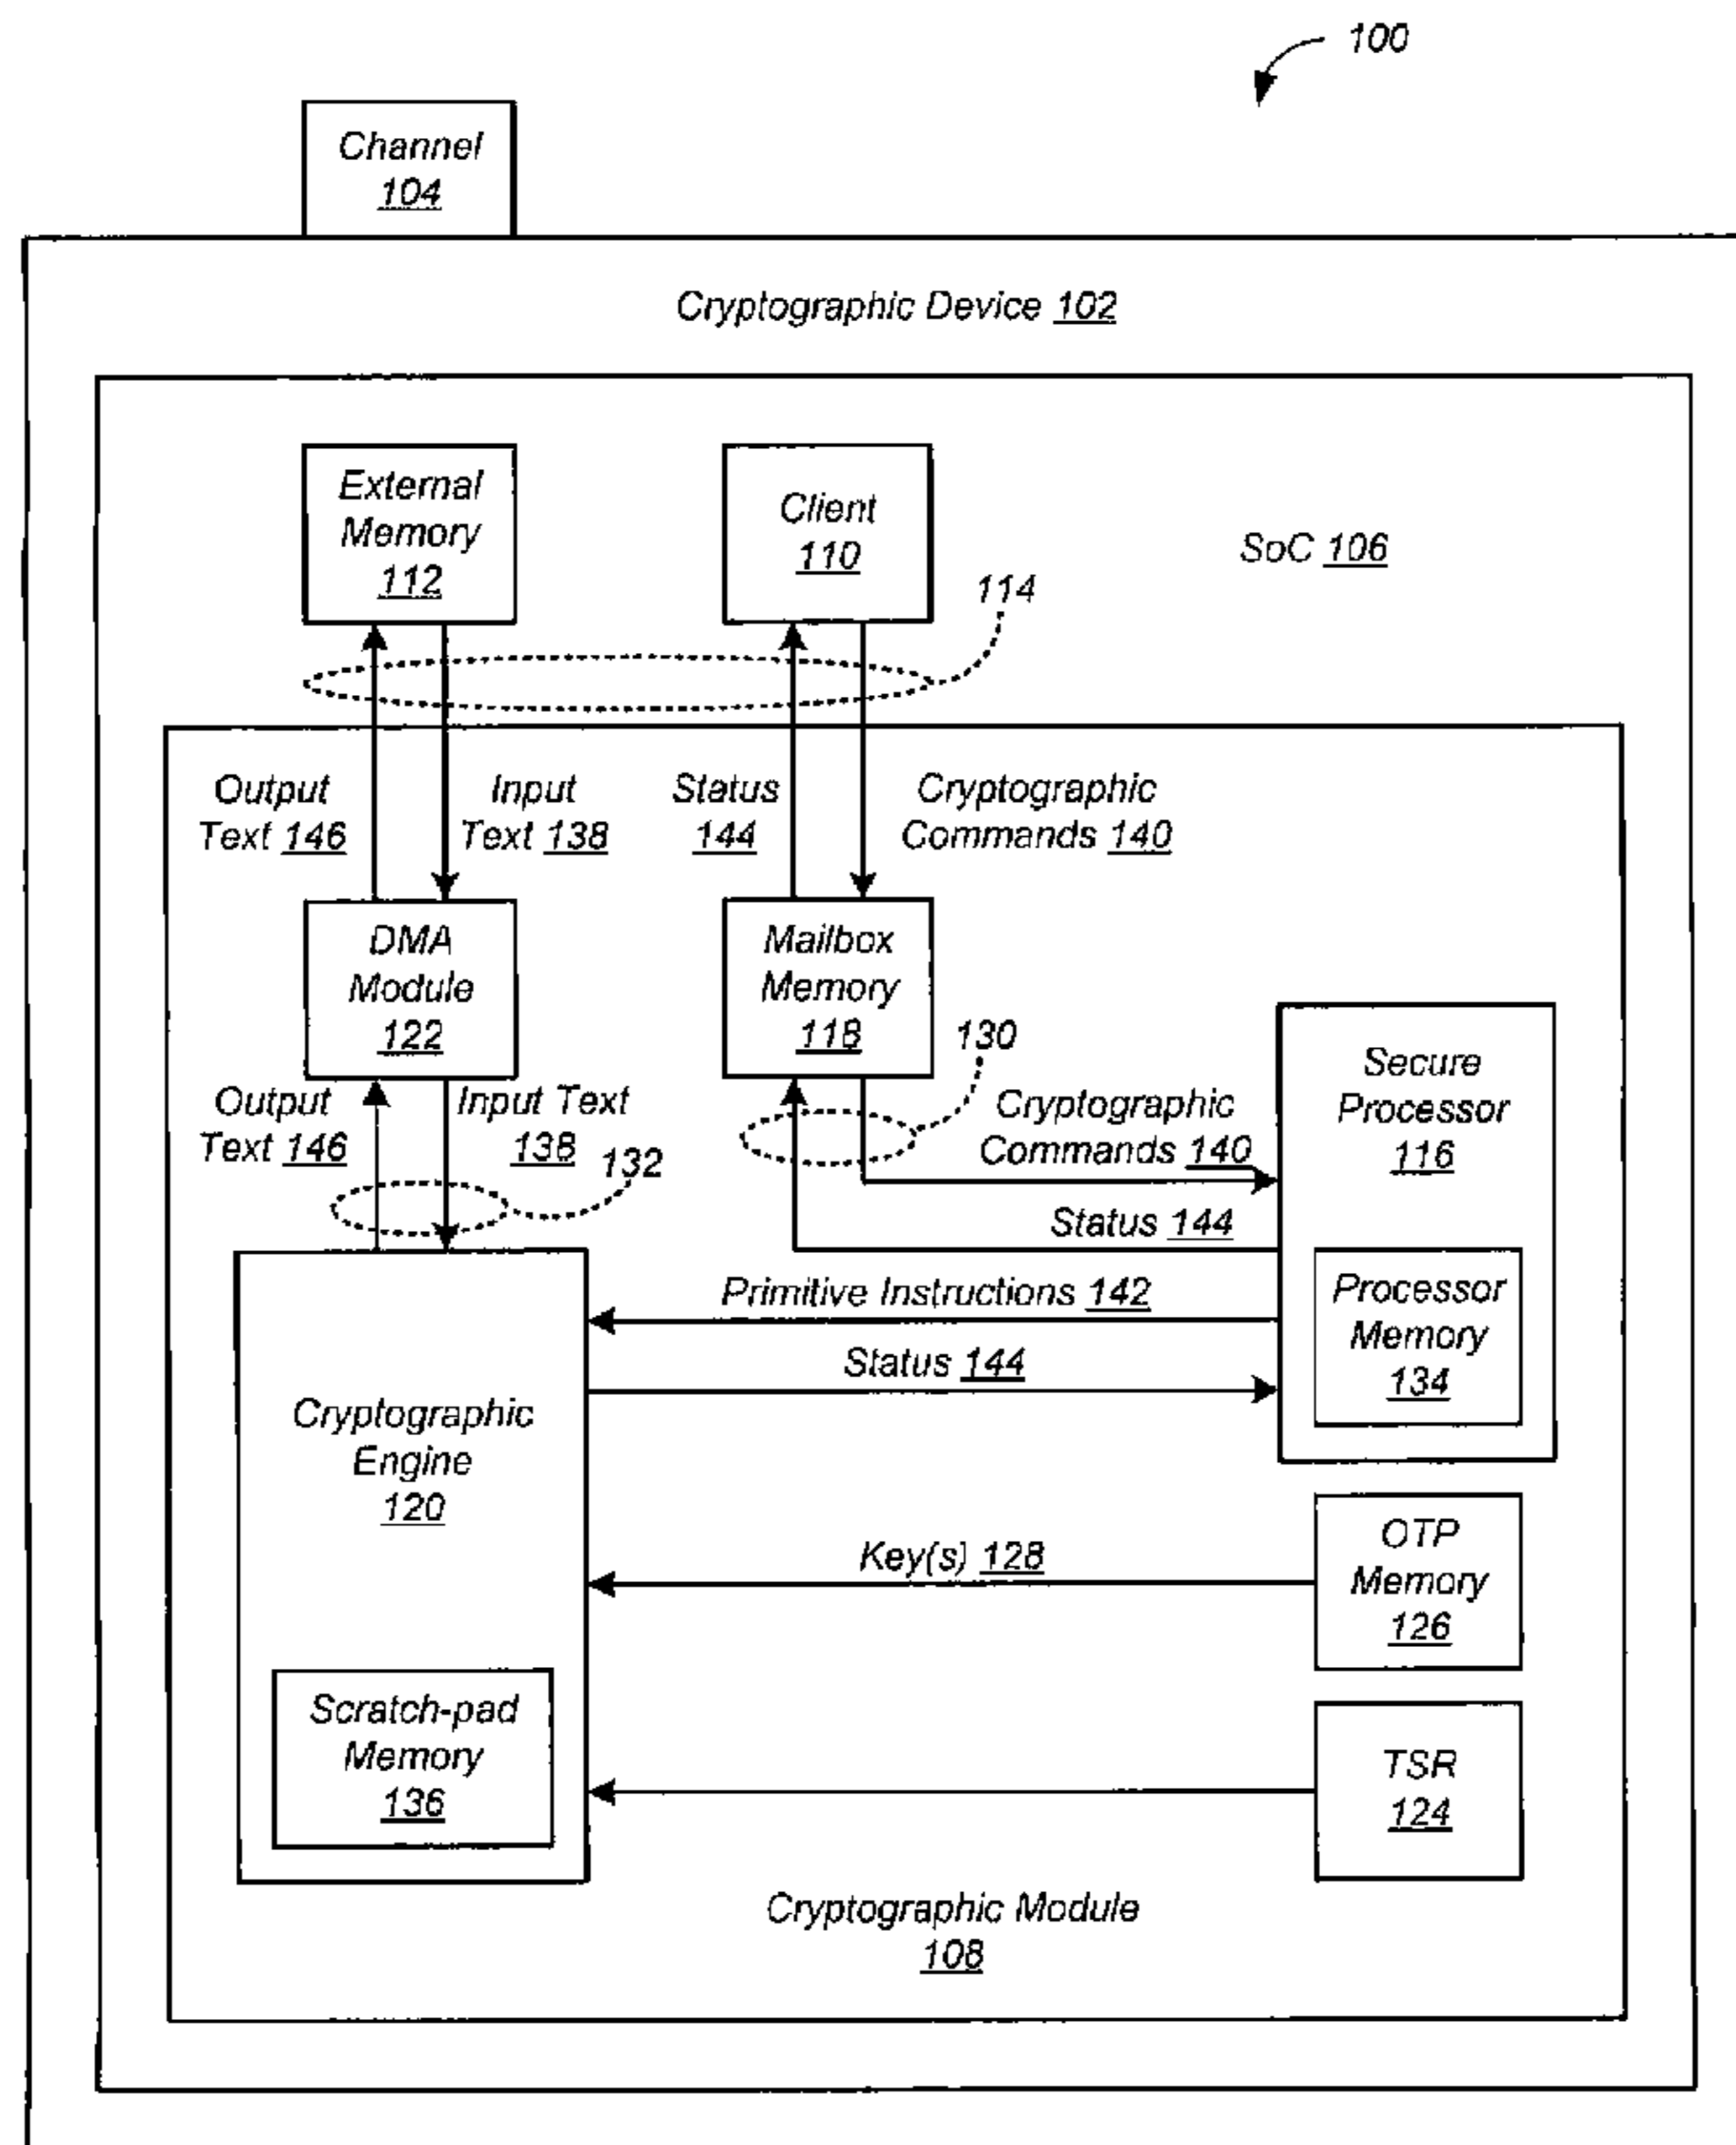 100
Channel
104
Cryptographic Device 102
External
Memory
112
Client
110
SoC 106
114
Output
Text 146
Input
Text 138
Status
144
Cryptographic
Commands 140
DMA
Module
122
Mailbox
Memory
118
130
Secure
Processor
116
Output
Text 146
Input Text
138
132
Cryptographic
Commands 140
Status 144
Primitive Instructions 142
Status 144
Processor
Memory
134
Cryptographic
Engine
120
Key(s) 128
OTP
Memory
126
Scratch-pad
Memory
136
TSR
124
Cryptographic Module
108